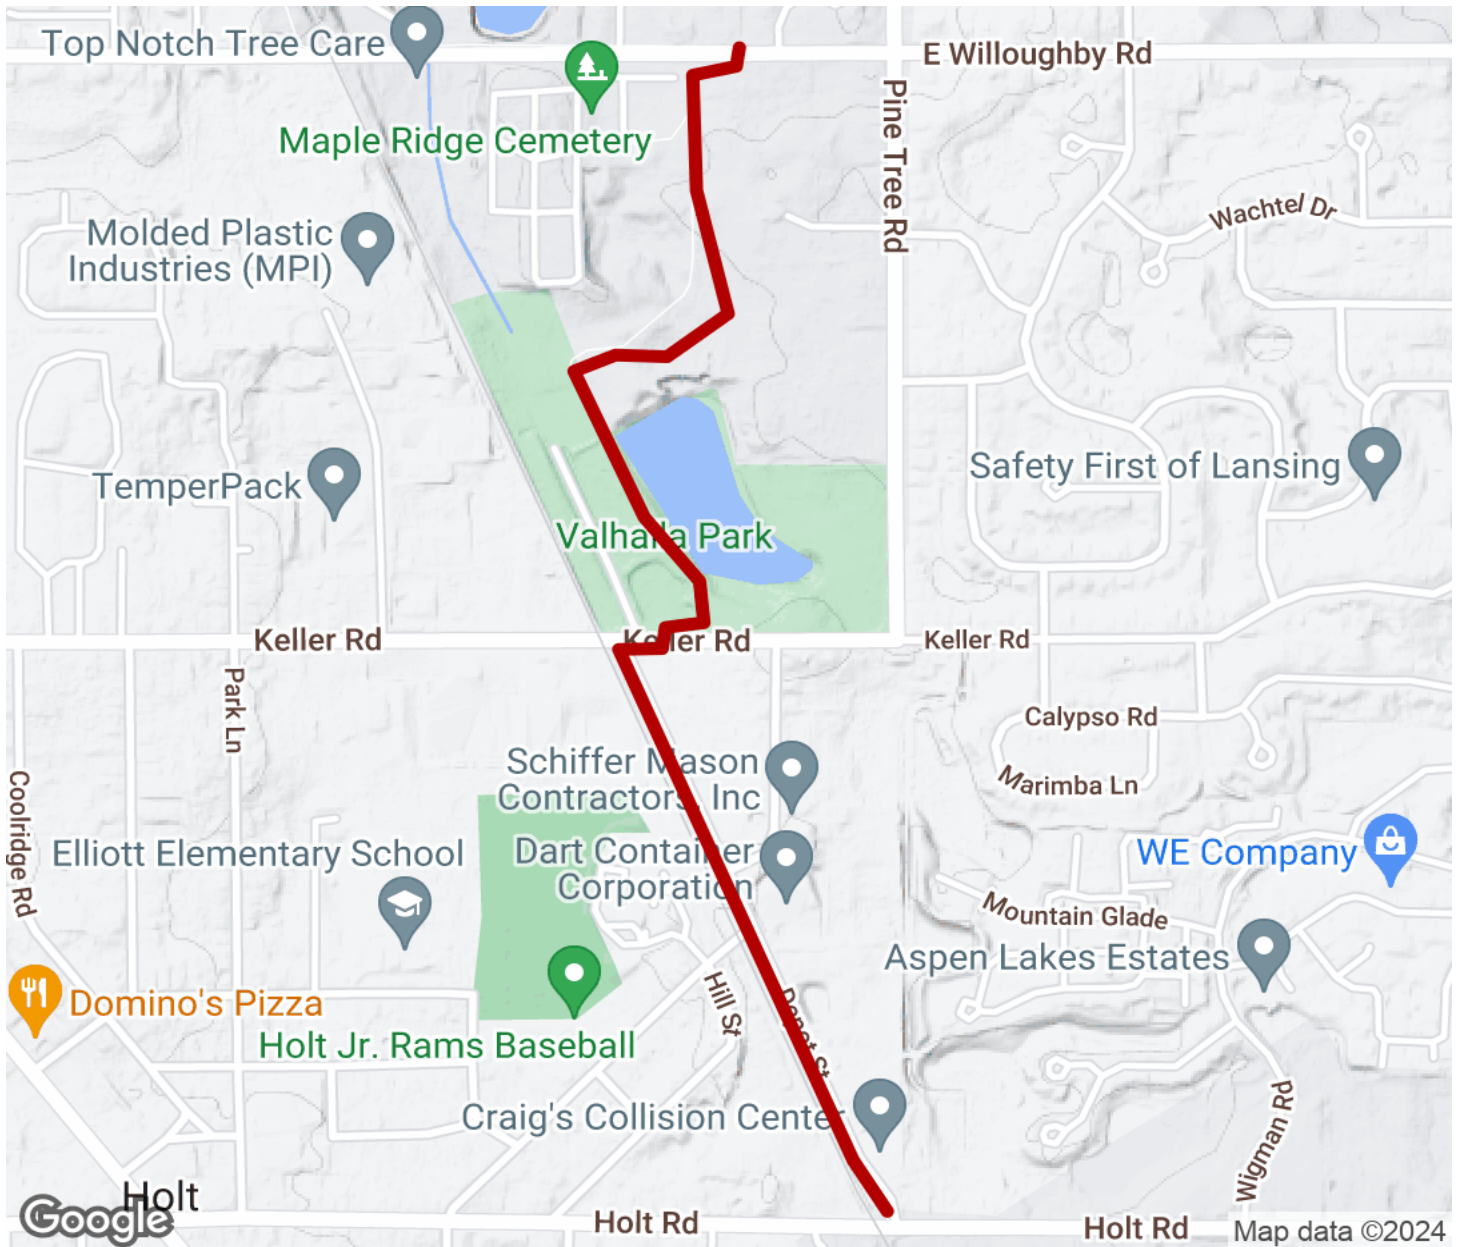 Top Notch Tree Care
E Willoughby Rd
Maple Ridge Cemetery
Pine Tree Rd
Wachtel Dr
Molded Plastic
Industries (MPI)
Safety First of Lansing
TemperPack
Valhalla Park
Keller Rd
Keller Rd
Keller Rd
Park Ln
Calypso Rd
Marimba Ln
Schiffer Mason
Contractors, Inc
Coolridge Rd
Elliott Elementary School
Dart Container
Corporation
WE Company
Mountain Glade
Aspen Lakes Estates
Domino's Pizza
Hill St
Depot St
Holt Jr. Rams Baseball
Craig's Collision Center
Wigman Rd
Holt
Google
Holt Rd
Holt Rd
Map data ©2024